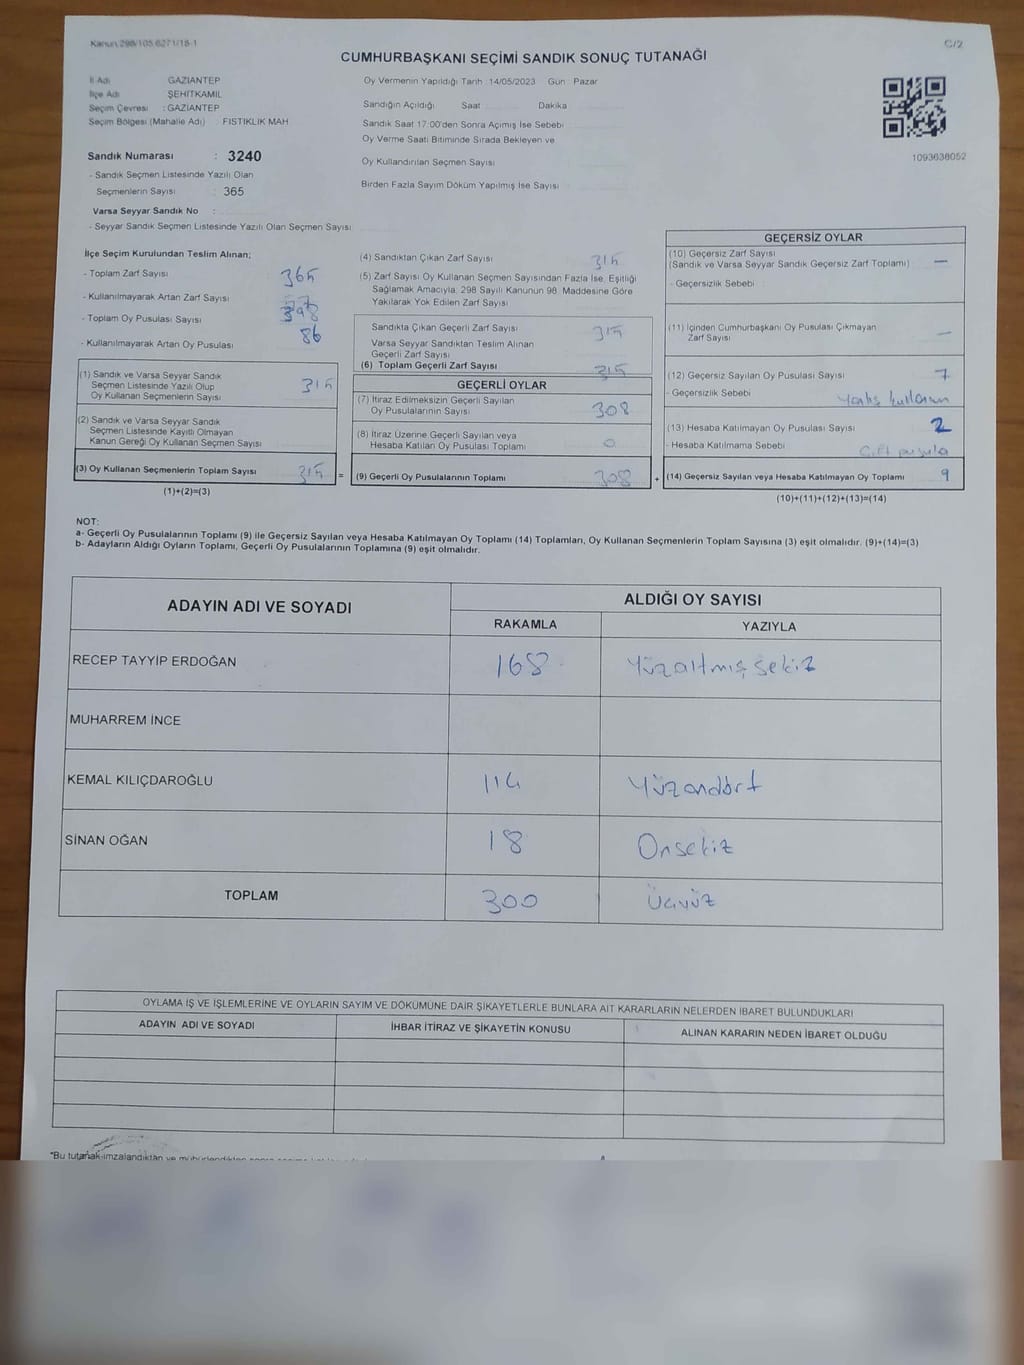 Kanun 298/105.6271/18-1
C/2
CUMHURBAŞKANI SEÇİMİ SANDIK SONUÇ TUTANAĞI
İl Adı GAZİANTEP
İlçe Adı ŞEHİTKAMİL
Seçim Çevresi : GAZİANTEP
Seçim Bölgesi (Mahalle Adı) FISTIKLIK MAH.
Sandık Numarası : 3240
- Sandık Seçmen Listesinde Yazılı Olan
Seçmenlerin Sayısı : 365
Varsa Seyyar Sandık No :
- Seyyar Sandık Seçmen Listesinde Yazılı Olan Seçmen Sayısı:
Oy Vermenin Yapıldığı Tarih :14/05/2023 Gün : Pazar
Sandığın Açıldığı Saat Dakika
Sandık Saat 17:00'den Sonra Açımış İse Sebebi
Oy Verme Saati Bitiminde Sırada Bekleyen ve
Oy Kullandırılan Seçmen Sayısı
Birden Fazla Sayım Döküm Yapılmış İse Sayısı
1093638052
İlçe Seçim Kurulundan Teslim Alınan;
- Toplam Zarf Sayısı 365
- Kullanılmayarak Artan Zarf Sayısı
- Toplam Oy Pusulası Sayısı
- Kullanılmayarak Artan Oy Pusulası 86
(1) Sandık ve Varsa Seyyar Sandık
Seçmen Listesinde Yazılı Olup
Oy Kullanan Seçmenlerin Sayısı 315
(2) Sandık ve Varsa Seyyar Sandık
Seçmen Listesinde Kayıtlı Olmayan
Kanun Gereği Oy Kullanan Seçmen Sayısı
(3) Oy Kullanan Seçmenlerin Toplam Sayısı 315 =
(1)+(2)=(3)
(4) Sandıktan Çıkan Zarf Sayısı 315
(5) Zarf Sayısı Oy Kullanan Seçmen Sayısından Fazla İse, Eşitliği
Sağlamak Amacıyla, 298 Sayılı Kanunun 98. Maddesine Göre
Yakılarak Yok Edilen Zarf Sayısı
Sandıkta Çıkan Geçerli Zarf Sayısı 315
Varsa Seyyar Sandıktan Teslim Alınan
Geçerli Zarf Sayısı
(6) Toplam Geçerli Zarf Sayısı 315
GEÇERLİ OYLAR
(7) İtiraz Edilmeksizin Geçerli Sayılan
Oy Pusulalarının Sayısı 308
(8) İtiraz Üzerine Geçerli Sayılan veya
Hesaba Katılan Oy Pusulası Toplamı 0
(9) Geçerli Oy Pusulalarının Toplamı 308 +
GEÇERSİZ OYLAR
(10) Geçersiz Zarf Sayısı
(Sandık ve Varsa Seyyar Sandık Geçersiz Zarf Toplamı) —
- Geçersizlik Sebebi
(11) İçinden Cumhurbaşkanı Oy Pusulası Çıkmayan
Zarf Sayısı —
(12) Geçersiz Sayılan Oy Pusulası Sayısı 7
- Geçersizlik Sebebi Yanlış kullanım
(13) Hesaba Katılmayan Oy Pusulası Sayısı 2
- Hesaba Katılmama Sebebi Çift pusula
(14) Geçersiz Sayılan veya Hesaba Katılmayan Oy Toplamı 9
(10)+(11)+(12)+(13)=(14)
NOT:
a- Geçerli Oy Pusulalarının Toplamı (9) ile Geçersiz Sayılan veya Hesaba Katılmayan Oy Toplamı (14) Toplamları, Oy Kullanan Seçmenlerin Toplam Sayısına (3) eşit olmalıdır. (9)+(14)=(3)
b- Adayların Aldığı Oyların Toplamı, Geçerli Oy Pusulalarının Toplamına (9) eşit olmalıdır.
ADAYIN ADI VE SOYADI ALDIĞI OY SAYISI
RAKAMLA YAZIYLA
RECEP TAYYİP ERDOĞAN 168 Yüzaltmış sekiz
MUHARREM İNCE
KEMAL KILIÇDAROĞLU 114 Yüzondört
SİNAN OĞAN 18 Onsekiz
TOPLAM 300 Üçyüz
OYLAMA İŞ VE İŞLEMLERİNE VE OYLARIN SAYIM VE DÖKÜMÜNE DAİR ŞİKAYETLERLE BUNLARA AİT KARARLARIN NELERDEN İBARET BULUNDUKLARI
ADAYIN ADI VE SOYADI İHBAR İTİRAZ VE ŞİKAYETİN KONUSU ALINAN KARARIN NEDEN İBARET OLDUĞU
*Bu tutanak imzalandıktan ve mühürlendikten sonra